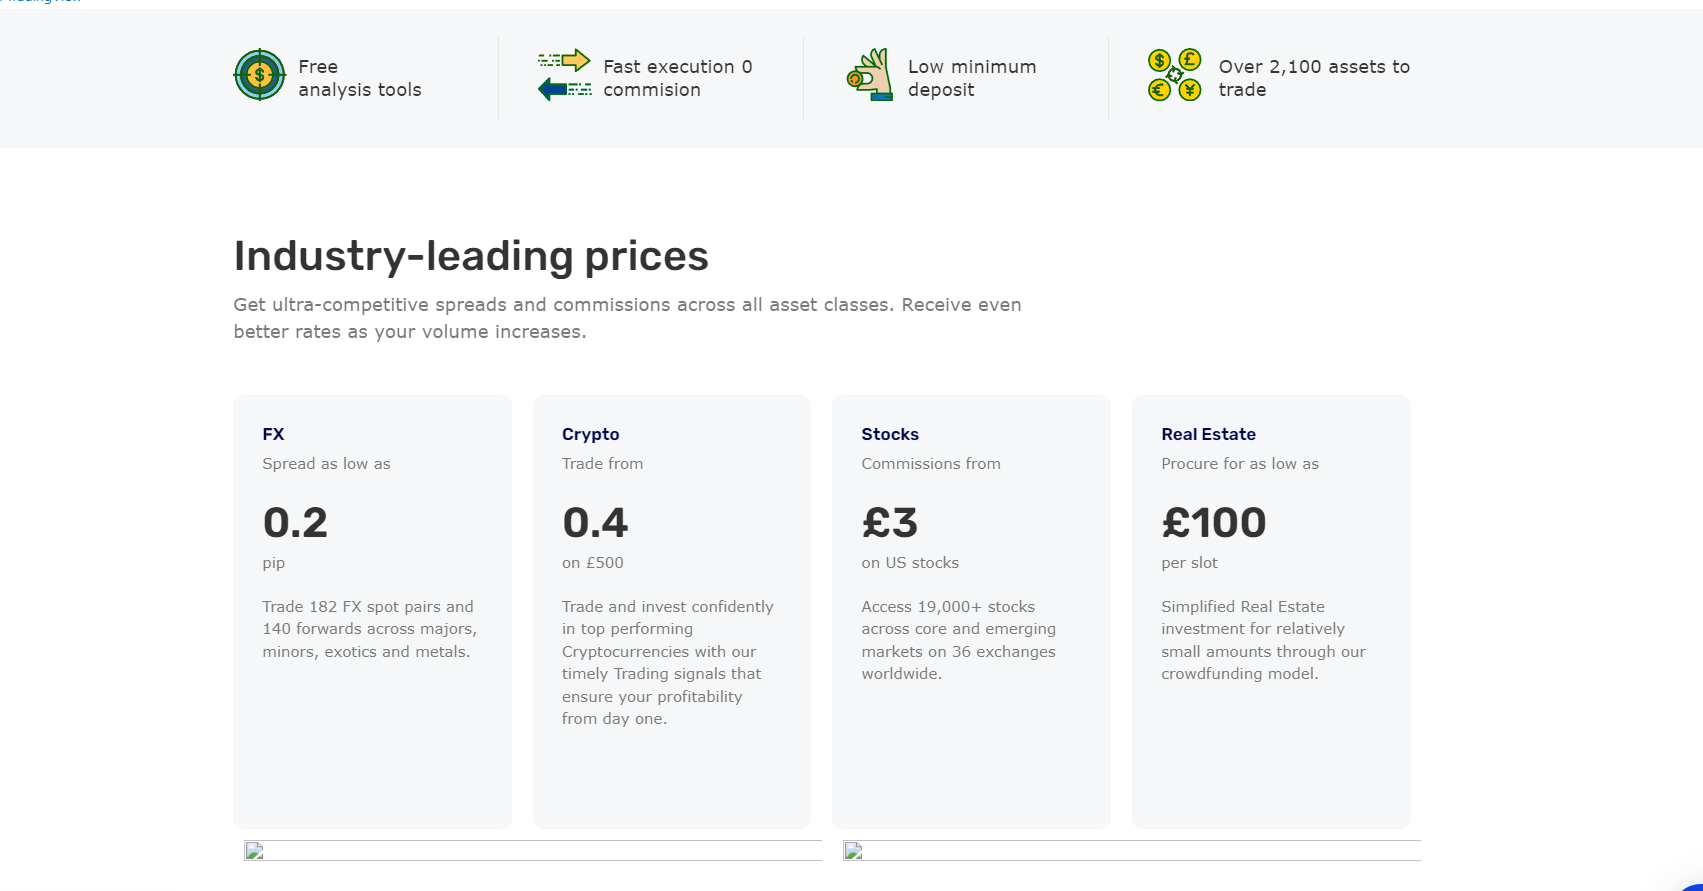 Free
analysis tools
Fast execution 0
commision
Low minimum
deposit
Over 2,100 assets to
trade
Industry-leading prices
Get ultra-competitive spreads and commissions across all asset classes. Receive even
better rates as your volume increases.
FX
Spread as low as
0.2
pip
Trade 182 FX spot pairs and
140 forwards across majors,
minors, exotics and metals.
Crypto
Trade from
0.4
on £500
Trade and invest confidently
in top performing
Cryptocurrencies with our
timely Trading signals that
ensure your profitability
from day one.
Stocks
Commissions from
£3
on US stocks
Access 19,000+ stocks
across core and emerging
markets on 36 exchanges
worldwide.
Real Estate
Procure for as low as
£100
per slot
Simplified Real Estate
investment for relatively
small amounts through our
crowdfunding model.